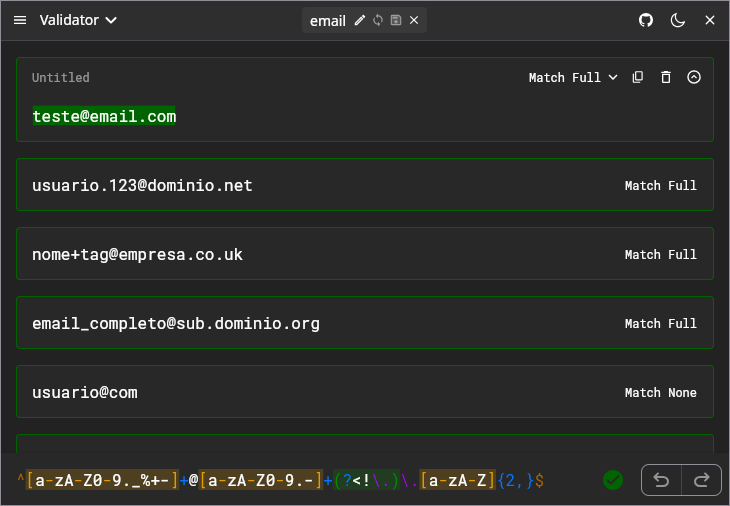 Validator
email
Untitled
Match Full
teste@email.com
usuario.123@dominio.net
Match Full
nome+tag@empresa.co.uk
Match Full
email_completo@sub.dominio.org
Match Full
usuario@com
Match None
^[a-zA-Z0-9._%+-]+@[a-zA-Z0-9.-]+(?<!\.)\.[a-zA-Z]{2,}$